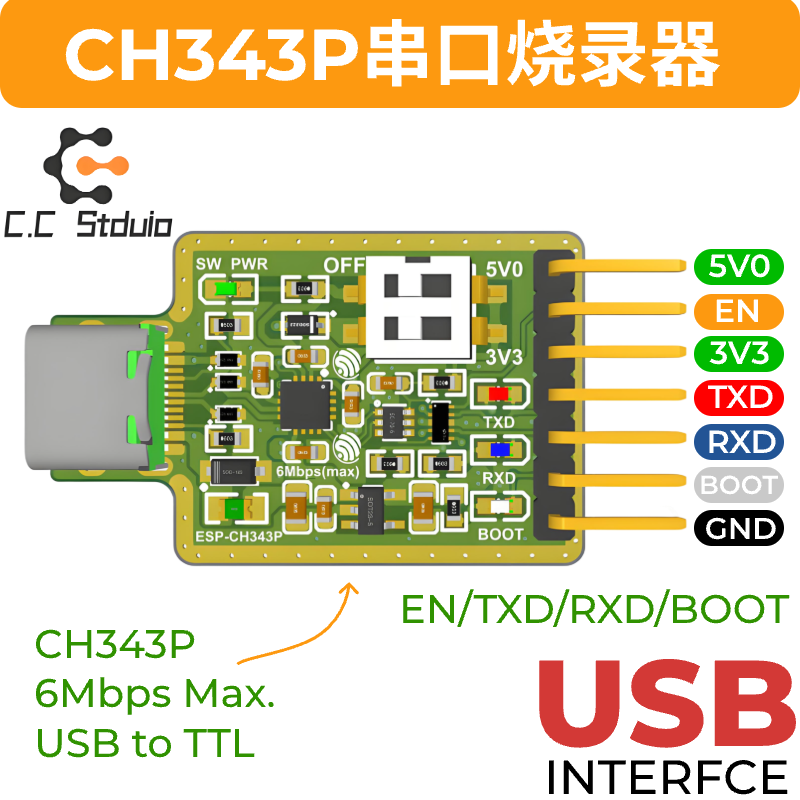 CH343P串口烧录器
C.C Stduio
SW PWR
OFF
5V0
3V3
TXD
RXD
BOOT
6Mbps(max)
ESP-CH343P
5V0
EN
3V3
TXD
RXD
BOOT
GND
EN/TXD/RXD/BOOT
CH343P
6Mbps Max.
USB to TTL
USB
INTERFCE